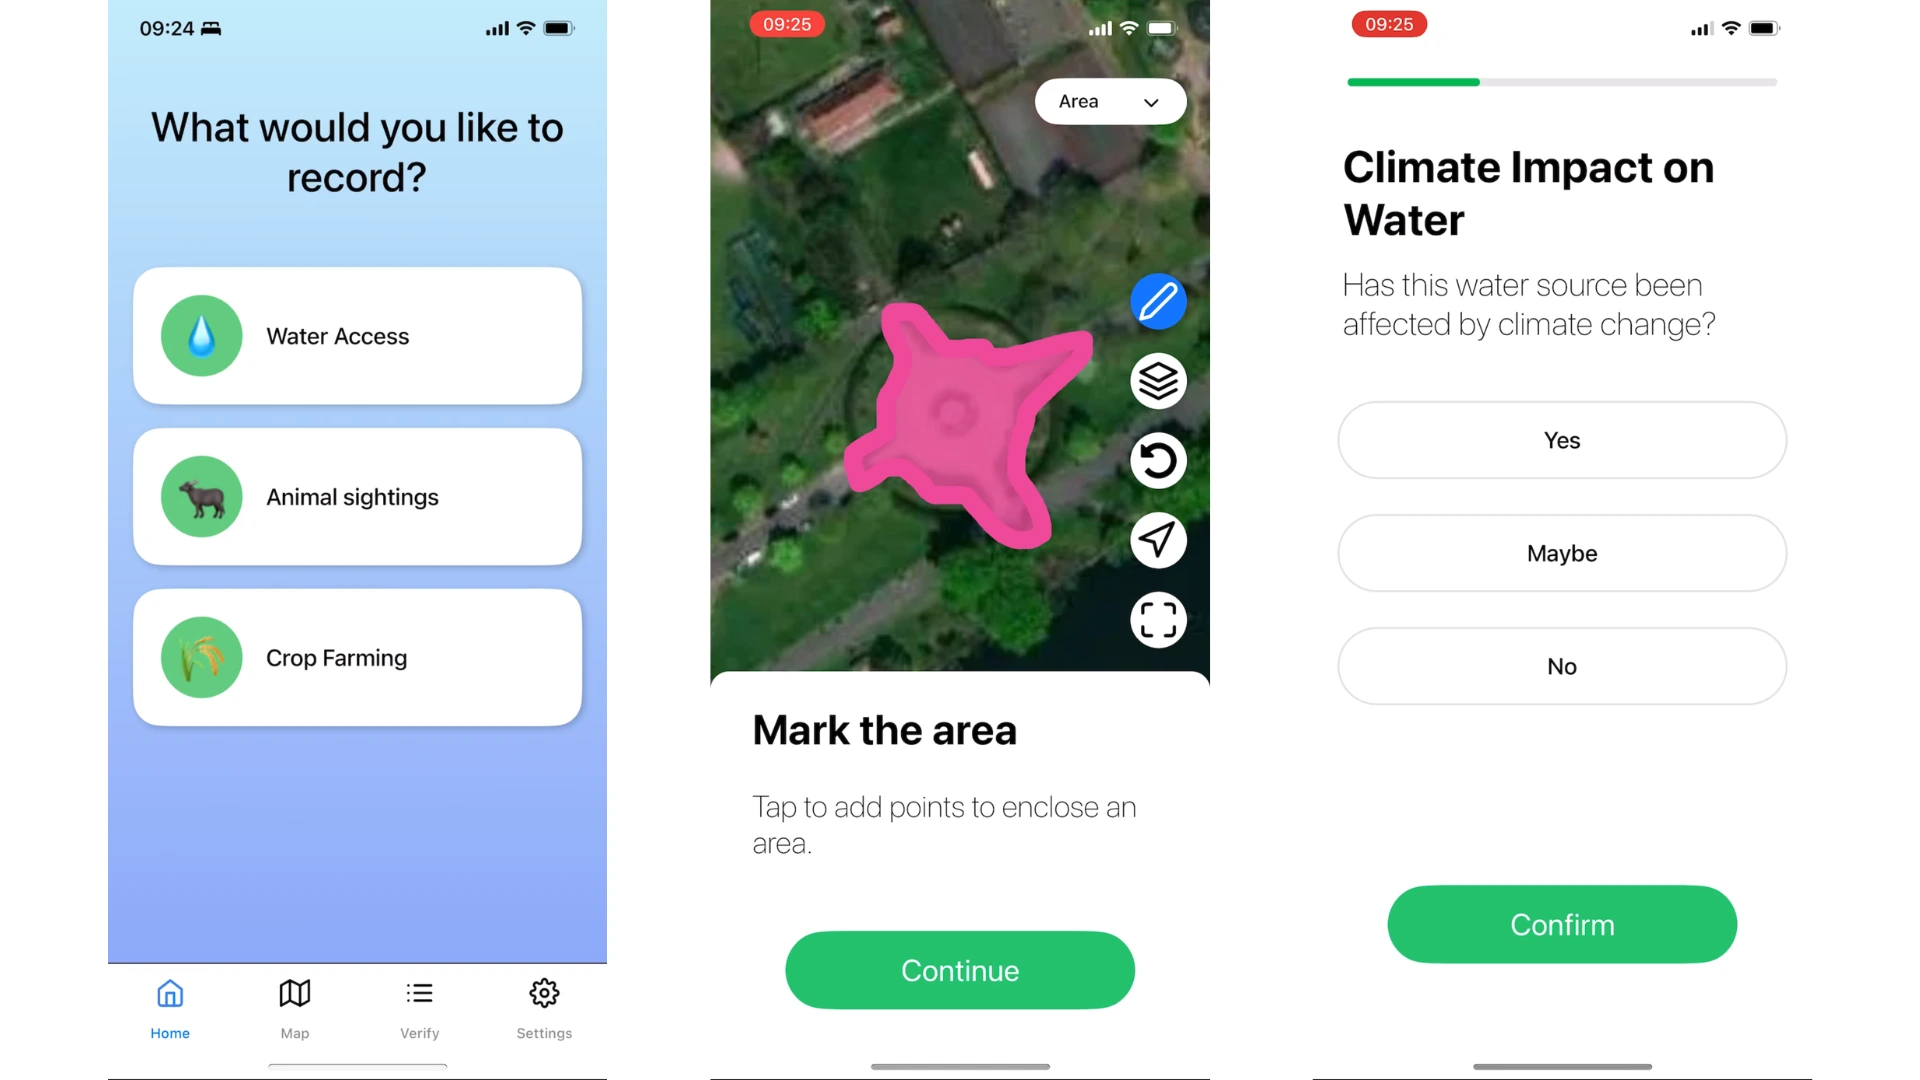 09:24
What would you like to
record?
Water Access
Animal sightings
Crop Farming
Home
Map
Verify
Settings
09:25
Area
Mark the area
Tap to add points to enclose an
area.
Continue
09:25
Climate Impact on
Water
Has this water source been
affected by climate change?
Yes
Maybe
No
Confirm